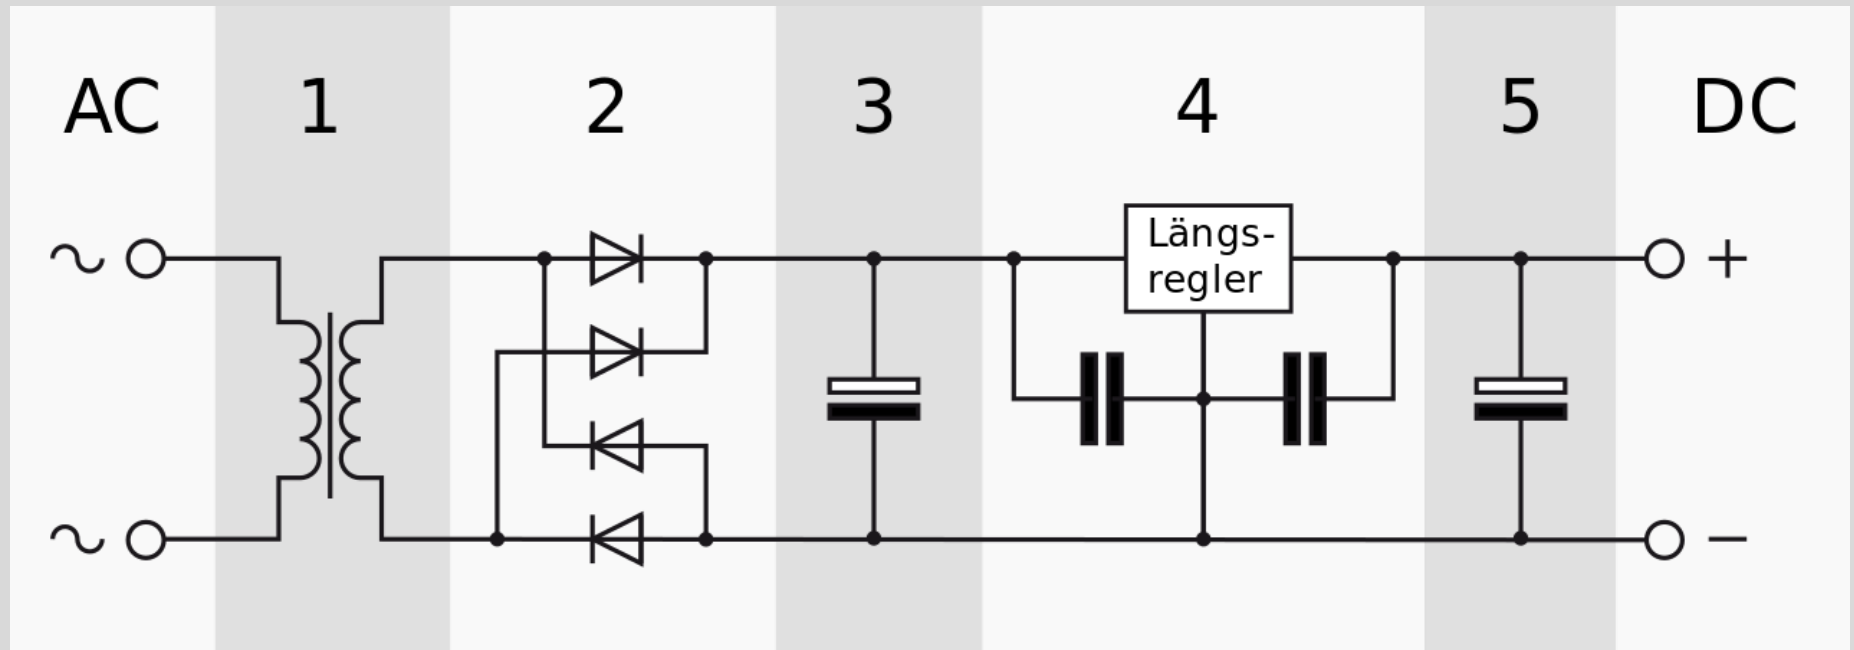 AC 1 2 3 4 5 DC
Längs-
regler
~ +
~ −